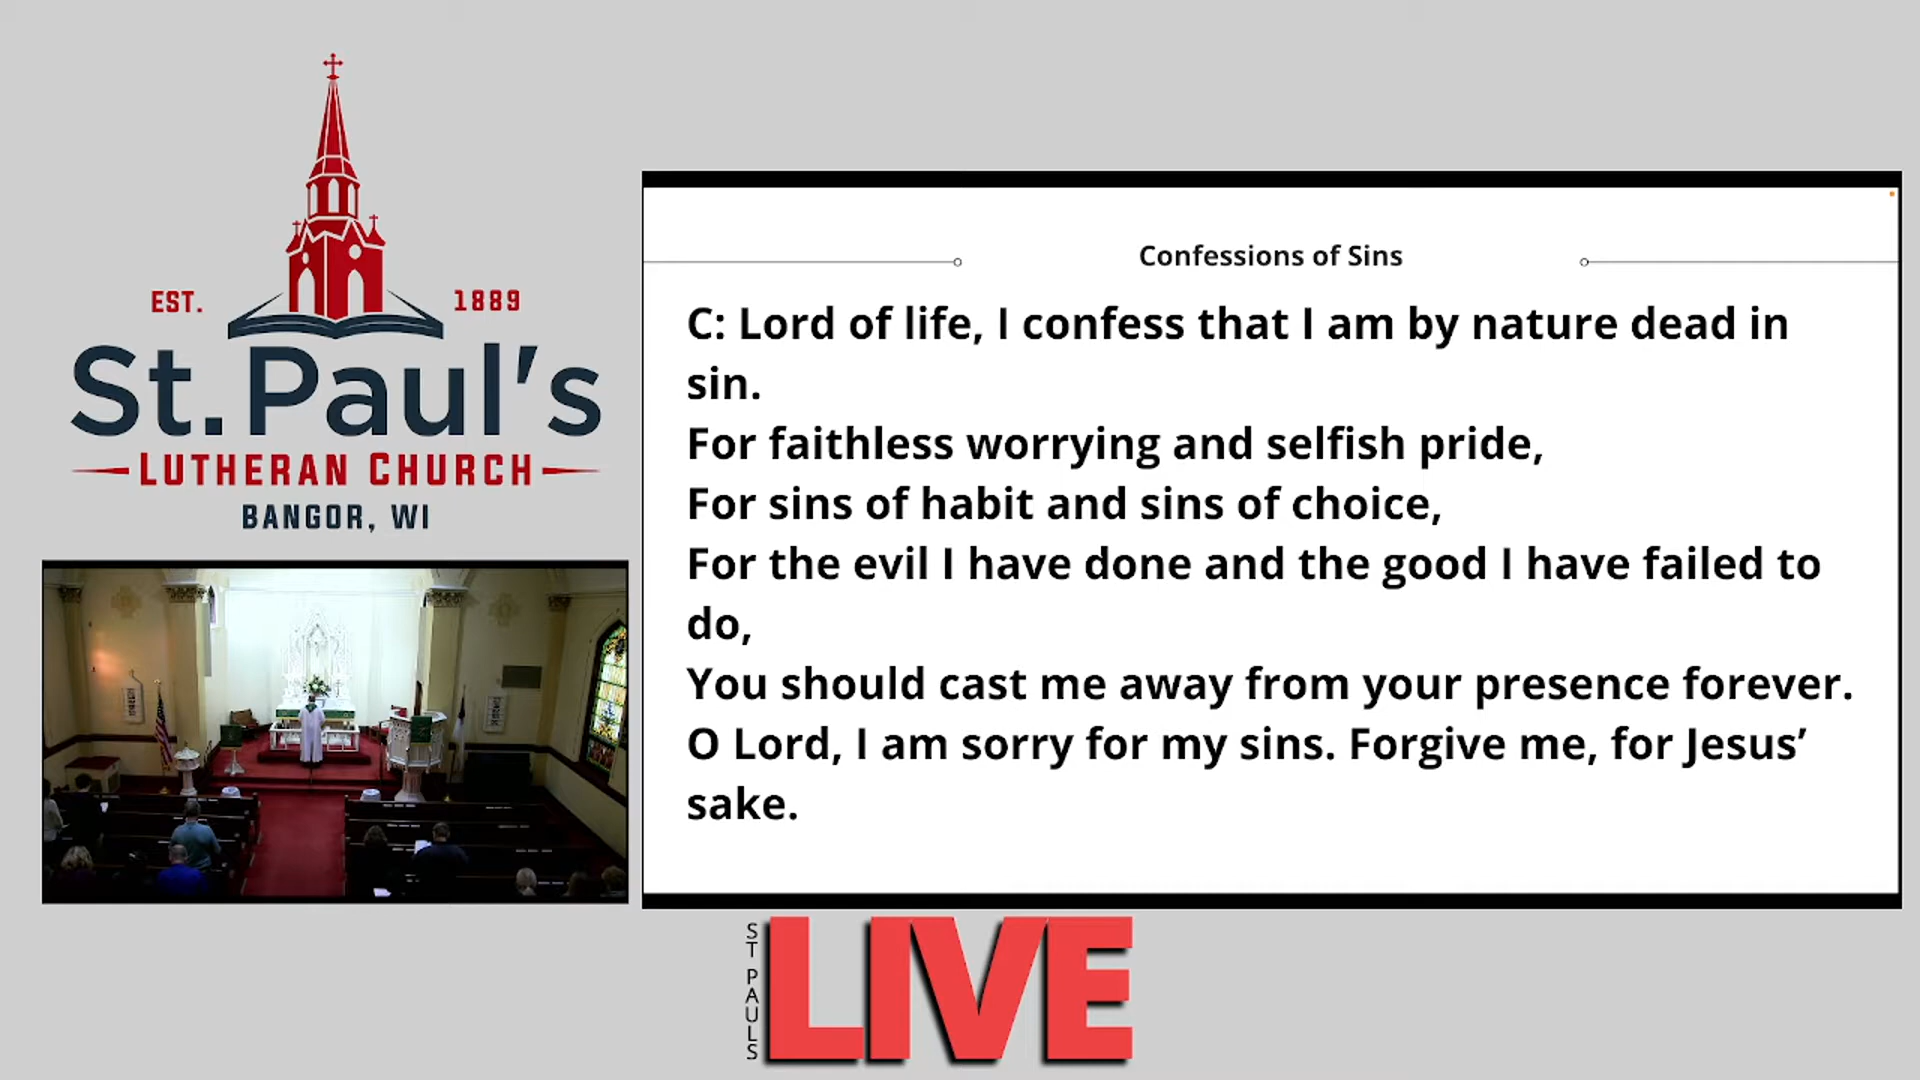 EST.
1889
St.Paul's
LUTHERAN CHURCH
BANGOR, WI
Confessions of Sins
C: Lord of life, I confess that I am by nature dead in
sin.
For faithless worrying and selfish pride,
For sins of habit and sins of choice,
For the evil I have done and the good I have failed to
do,
You should cast me away from your presence forever.
O Lord, I am sorry for my sins. Forgive me, for Jesus’
sake.
ST PAULS
LIVE